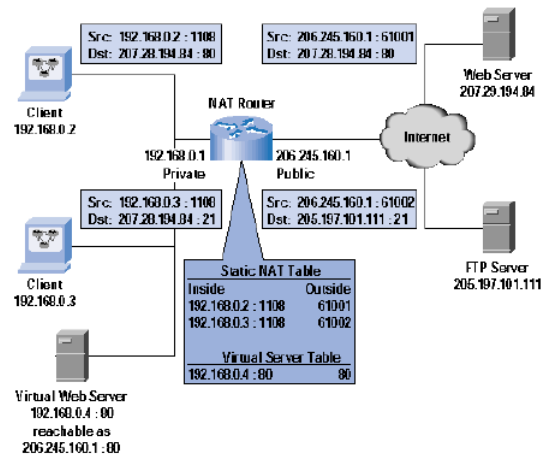 Src: 192.168.0.2 : 1108
Dst: 207.28.194.84 : 80
Src: 206.245.160.1 : 61001
Dst: 207.28.194.84 : 80
Client
192.168.0.2
NAT Router
Web Server
207.29.194.84
Internet
192.168.0.1
Private
206.245.160.1
Public
Src: 192.168.0.3 : 1108
Dst: 207.28.194.84 : 21
Src: 206.245.160.1 : 61002
Dst: 205.197.101.111 : 21
Client
192.168.0.3
FTP Server
205.197.101.111
Static NAT Table
Inside Outside
192.168.0.2 : 1108 61001
192.168.0.3 : 1108 61002
Virtual Server Table
192.168.0.4 : 80 80
Virtual Web Server
192.168.0.4 : 80
reachable as
206.245.160.1 : 80